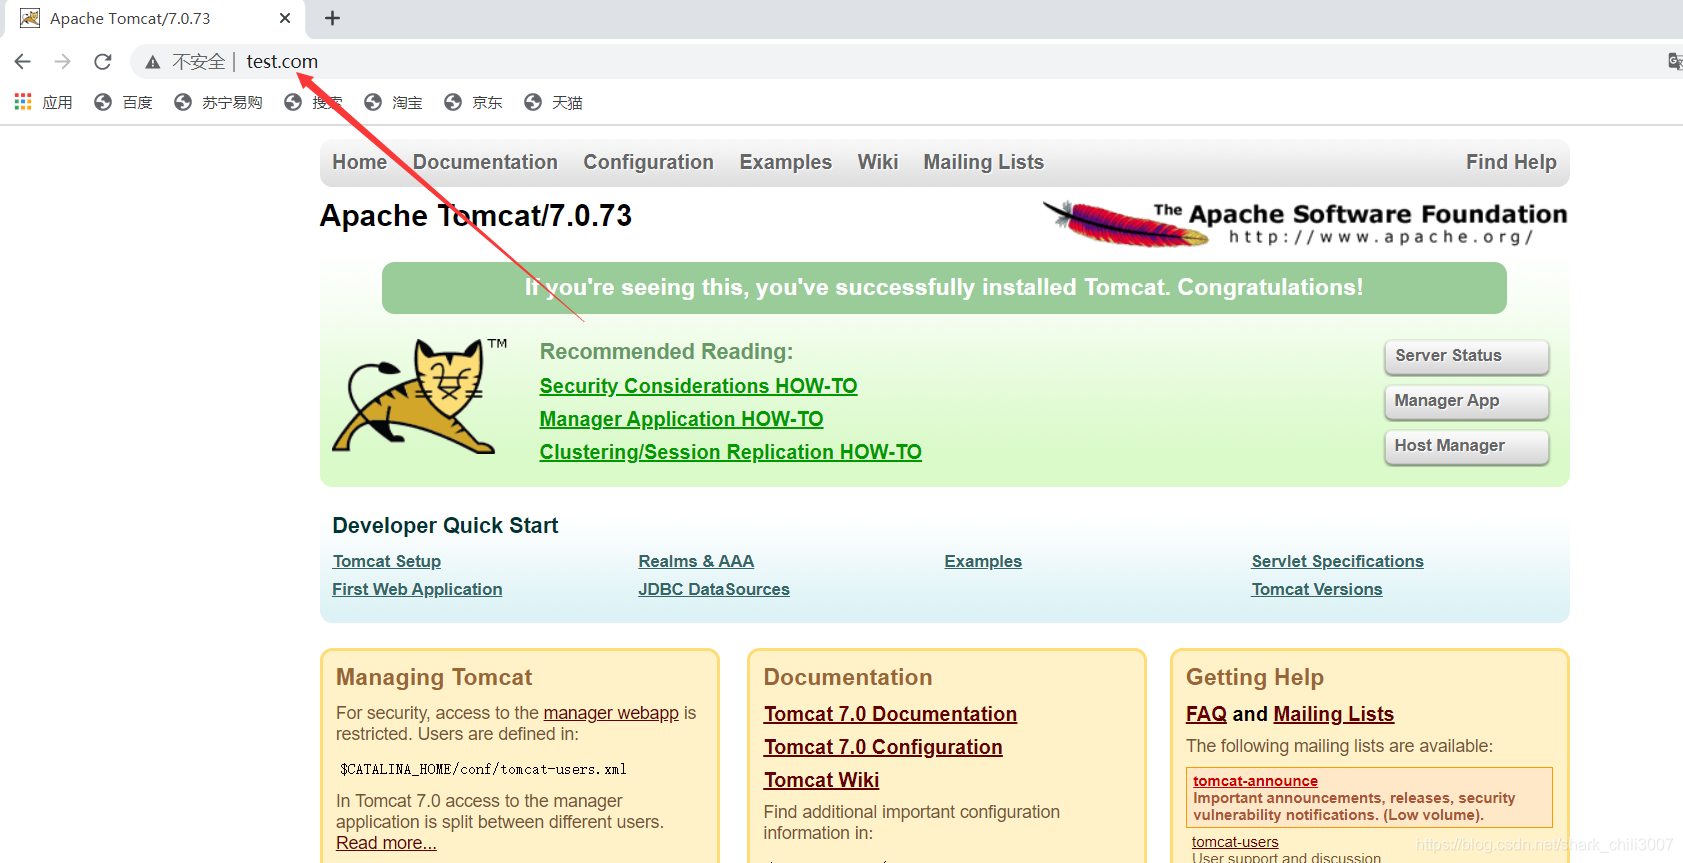 Apache Tomcat/7.0.73
不安全 | test.com
应用 百度 苏宁易购 搜索 淘宝 京东 天猫
Home Documentation Configuration Examples Wiki Mailing Lists Find Help
Apache Tomcat/7.0.73
The Apache Software Foundation
http://www.apache.org/
If you're seeing this, you've successfully installed Tomcat. Congratulations!
TM
Recommended Reading:
Security Considerations HOW-TO
Manager Application HOW-TO
Clustering/Session Replication HOW-TO
Server Status
Manager App
Host Manager
Developer Quick Start
Tomcat Setup
First Web Application
Realms & AAA
JDBC DataSources
Examples
Servlet Specifications
Tomcat Versions
Managing Tomcat
For security, access to the manager webapp is
restricted. Users are defined in:
$CATALINA_HOME/conf/tomcat-users.xml
In Tomcat 7.0 access to the manager
application is split between different users.
Read more...
Documentation
Tomcat 7.0 Documentation
Tomcat 7.0 Configuration
Tomcat Wiki
Find additional important configuration
information in:
Getting Help
FAQ and Mailing Lists
The following mailing lists are available:
tomcat-announce
Important announcements, releases, security
vulnerability notifications. (Low volume).
tomcat-users
User support and discussion
https://blog.csdn.net/shark_chili3007